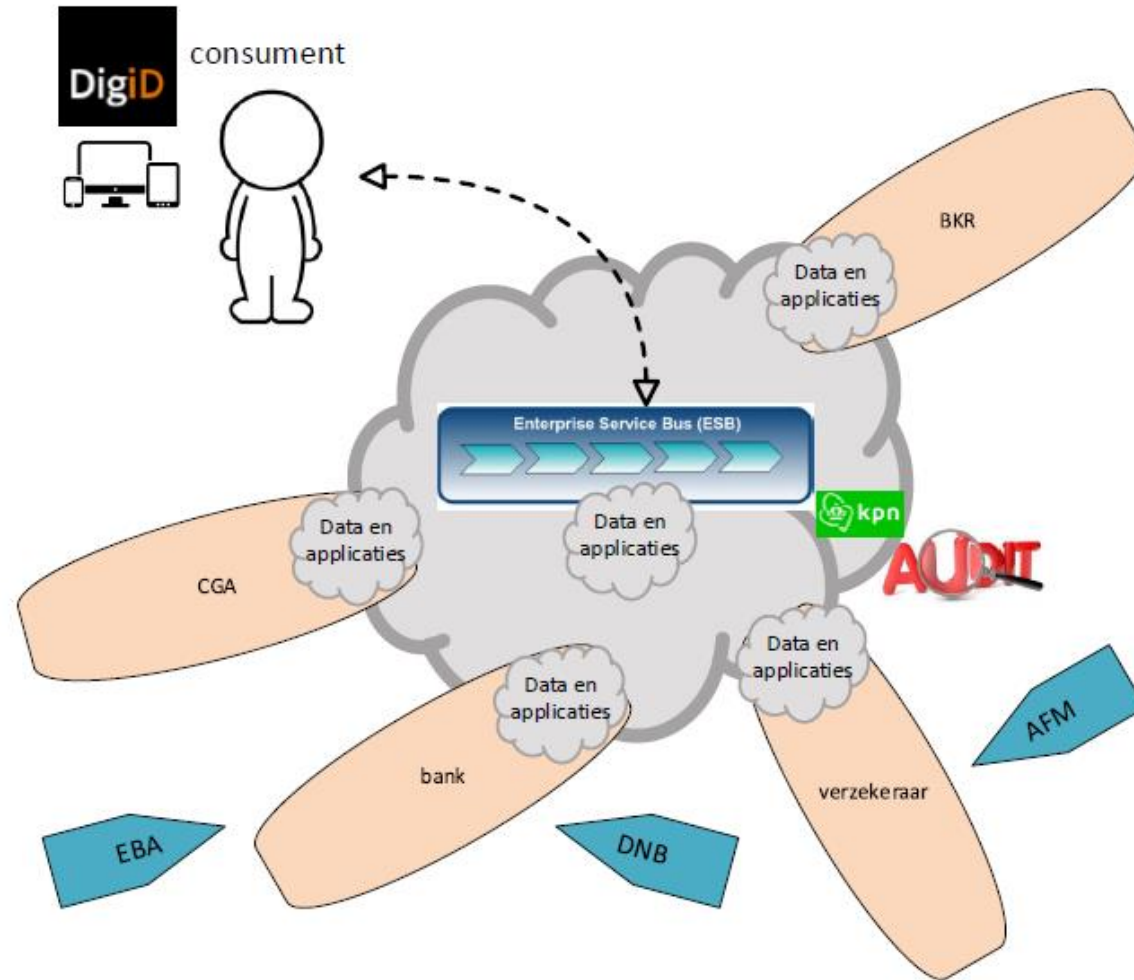 DigiD
consument
BKR
Data en
applicaties
Enterprise Service Bus (ESB)
kpn
AUDIT
Data en
applicaties
Data en
applicaties
CGA
Data en
applicaties
Data en
applicaties
AFM
bank
verzekeraar
EBA
DNB